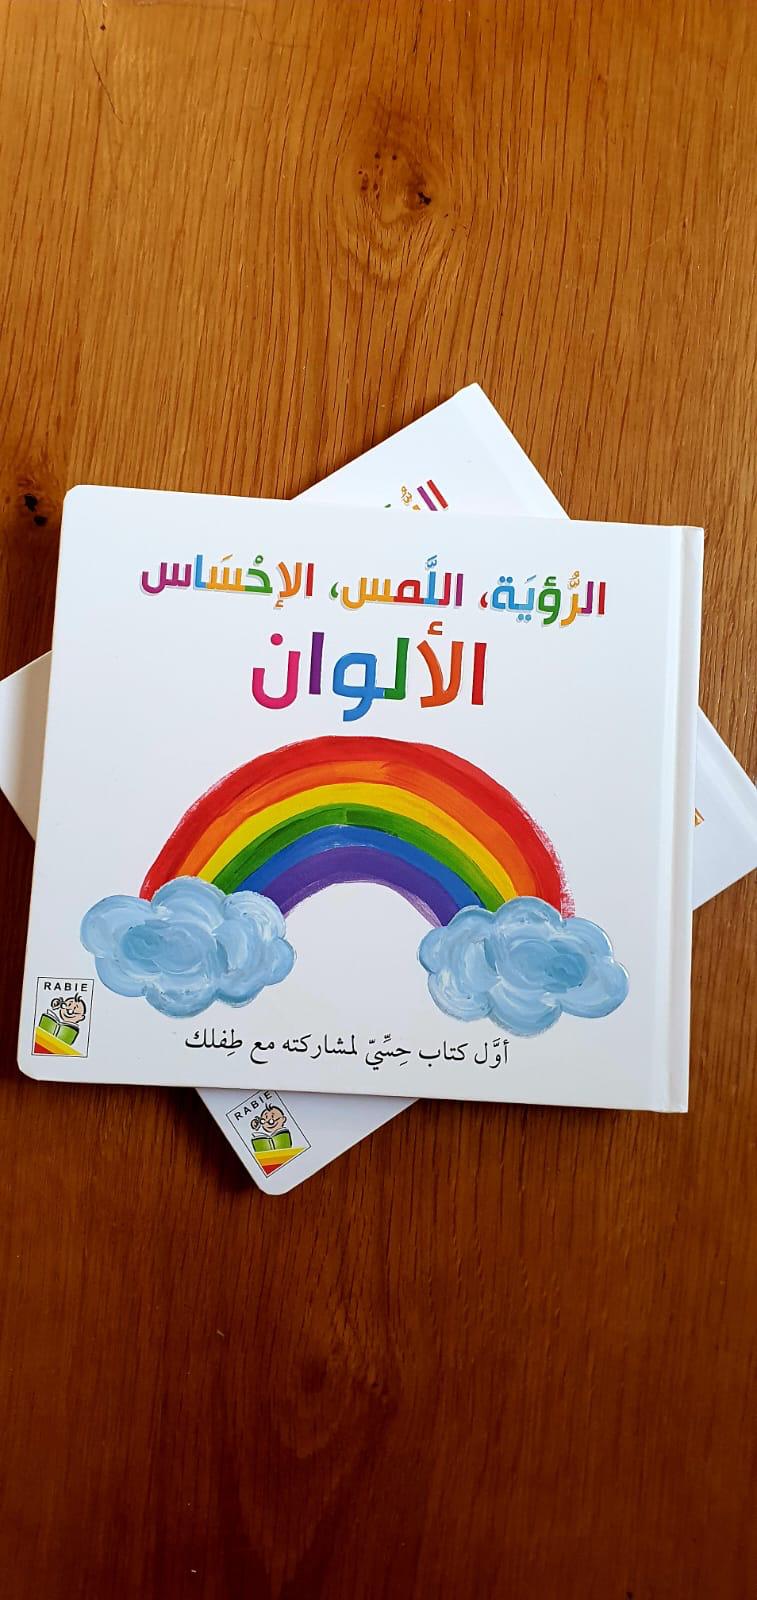 الرُّؤيَة، اللَّمس، الإحْسَاس
الألوان
RABIE
أوَّل كتاب حِسِّيّ لمشاركته مع طِفلك
RABIE